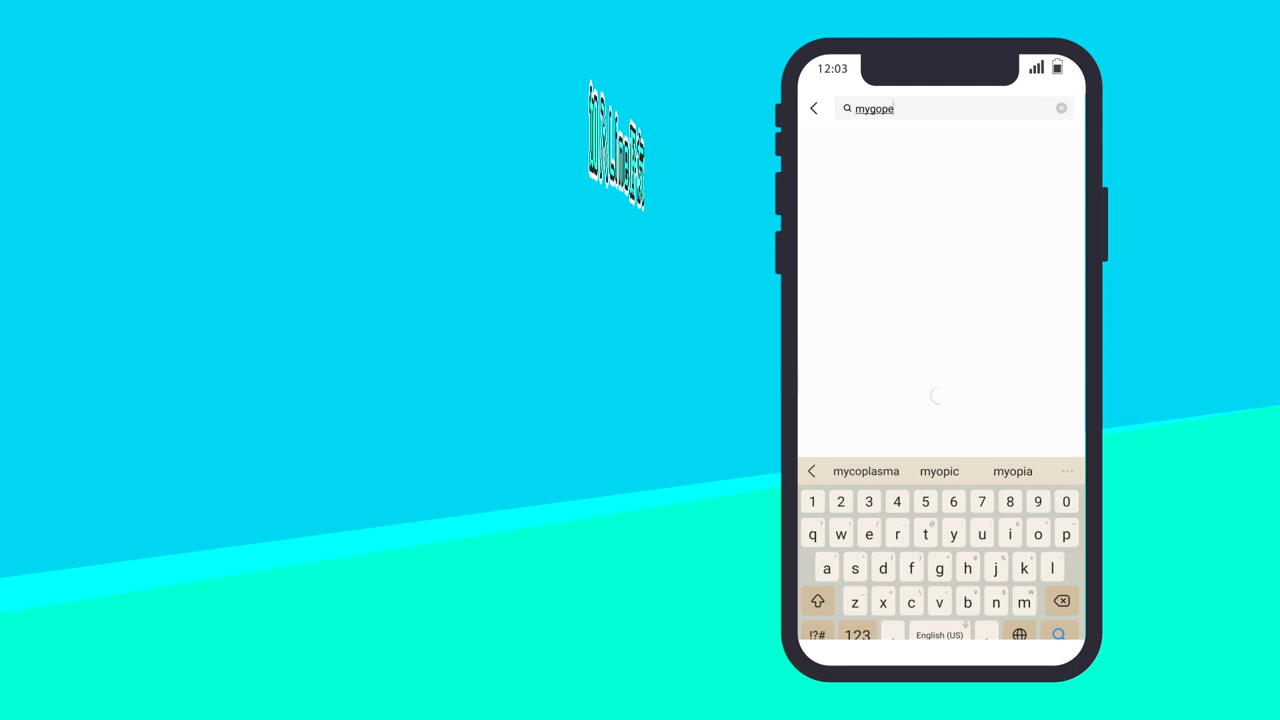 12:03
mygope
mycoplasma myopic myopia
1 2 3 4 5 6 7 8 9 0
q w e r t y u i o p
a s d f g h j k l
z x c v b n m
!?# 123 , English (US) .
Line